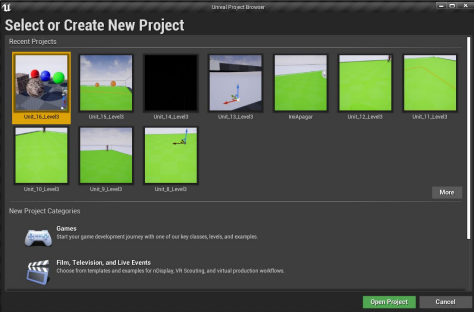 Unreal Project Browser
Select or Create New Project
Recent Projects
Unit_16_Level3
Unit_15_Level3
Unit_14_Level3
Unit_13_Level3
IntApagar
Unit_12_Level3
Unit_11_Level3
Unit_10_Level3
Unit_9_Level3
Unit_8_Level3
More
New Project Categories
Games
Start your game development journey with one of our key classes, levels, and examples.
Film, Television, and Live Events
Choose from templates and examples for nDisplay, VR Scouting, and virtual production workflows.
Open Project
Cancel